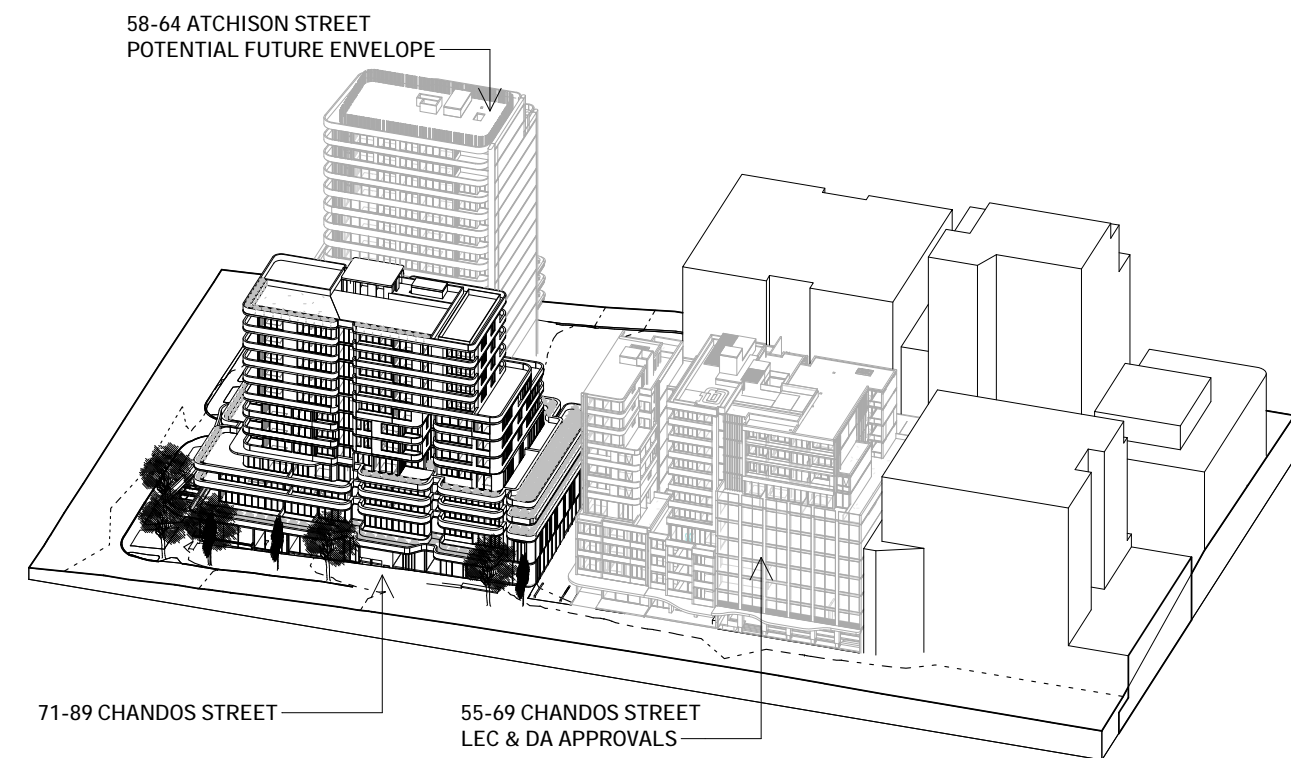 58-64 ATCHISON STREET
POTENTIAL FUTURE ENVELOPE
71-89 CHANDOS STREET
55-69 CHANDOS STREET
LEC & DA APPROVALS